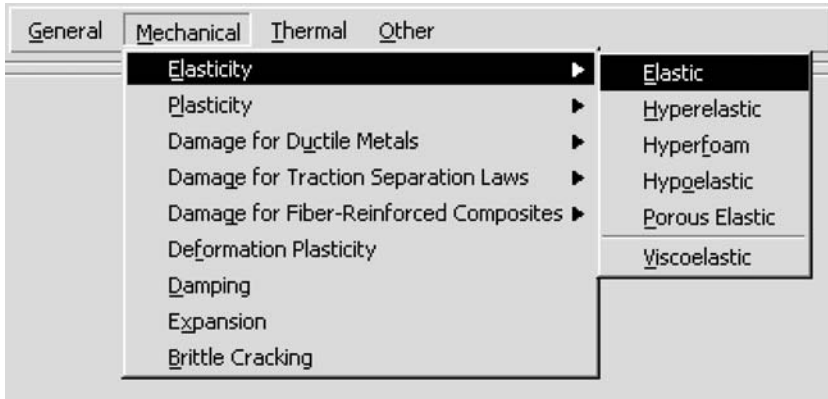 General Mechanical Thermal Other
Elasticity
Plasticity
Damage for Ductile Metals
Damage for Traction Separation Laws
Damage for Fiber-Reinforced Composites
Deformation Plasticity
Damping
Expansion
Brittle Cracking
Elastic
Hyperelastic
Hyperfoam
Hypoelastic
Porous Elastic
Viscoelastic